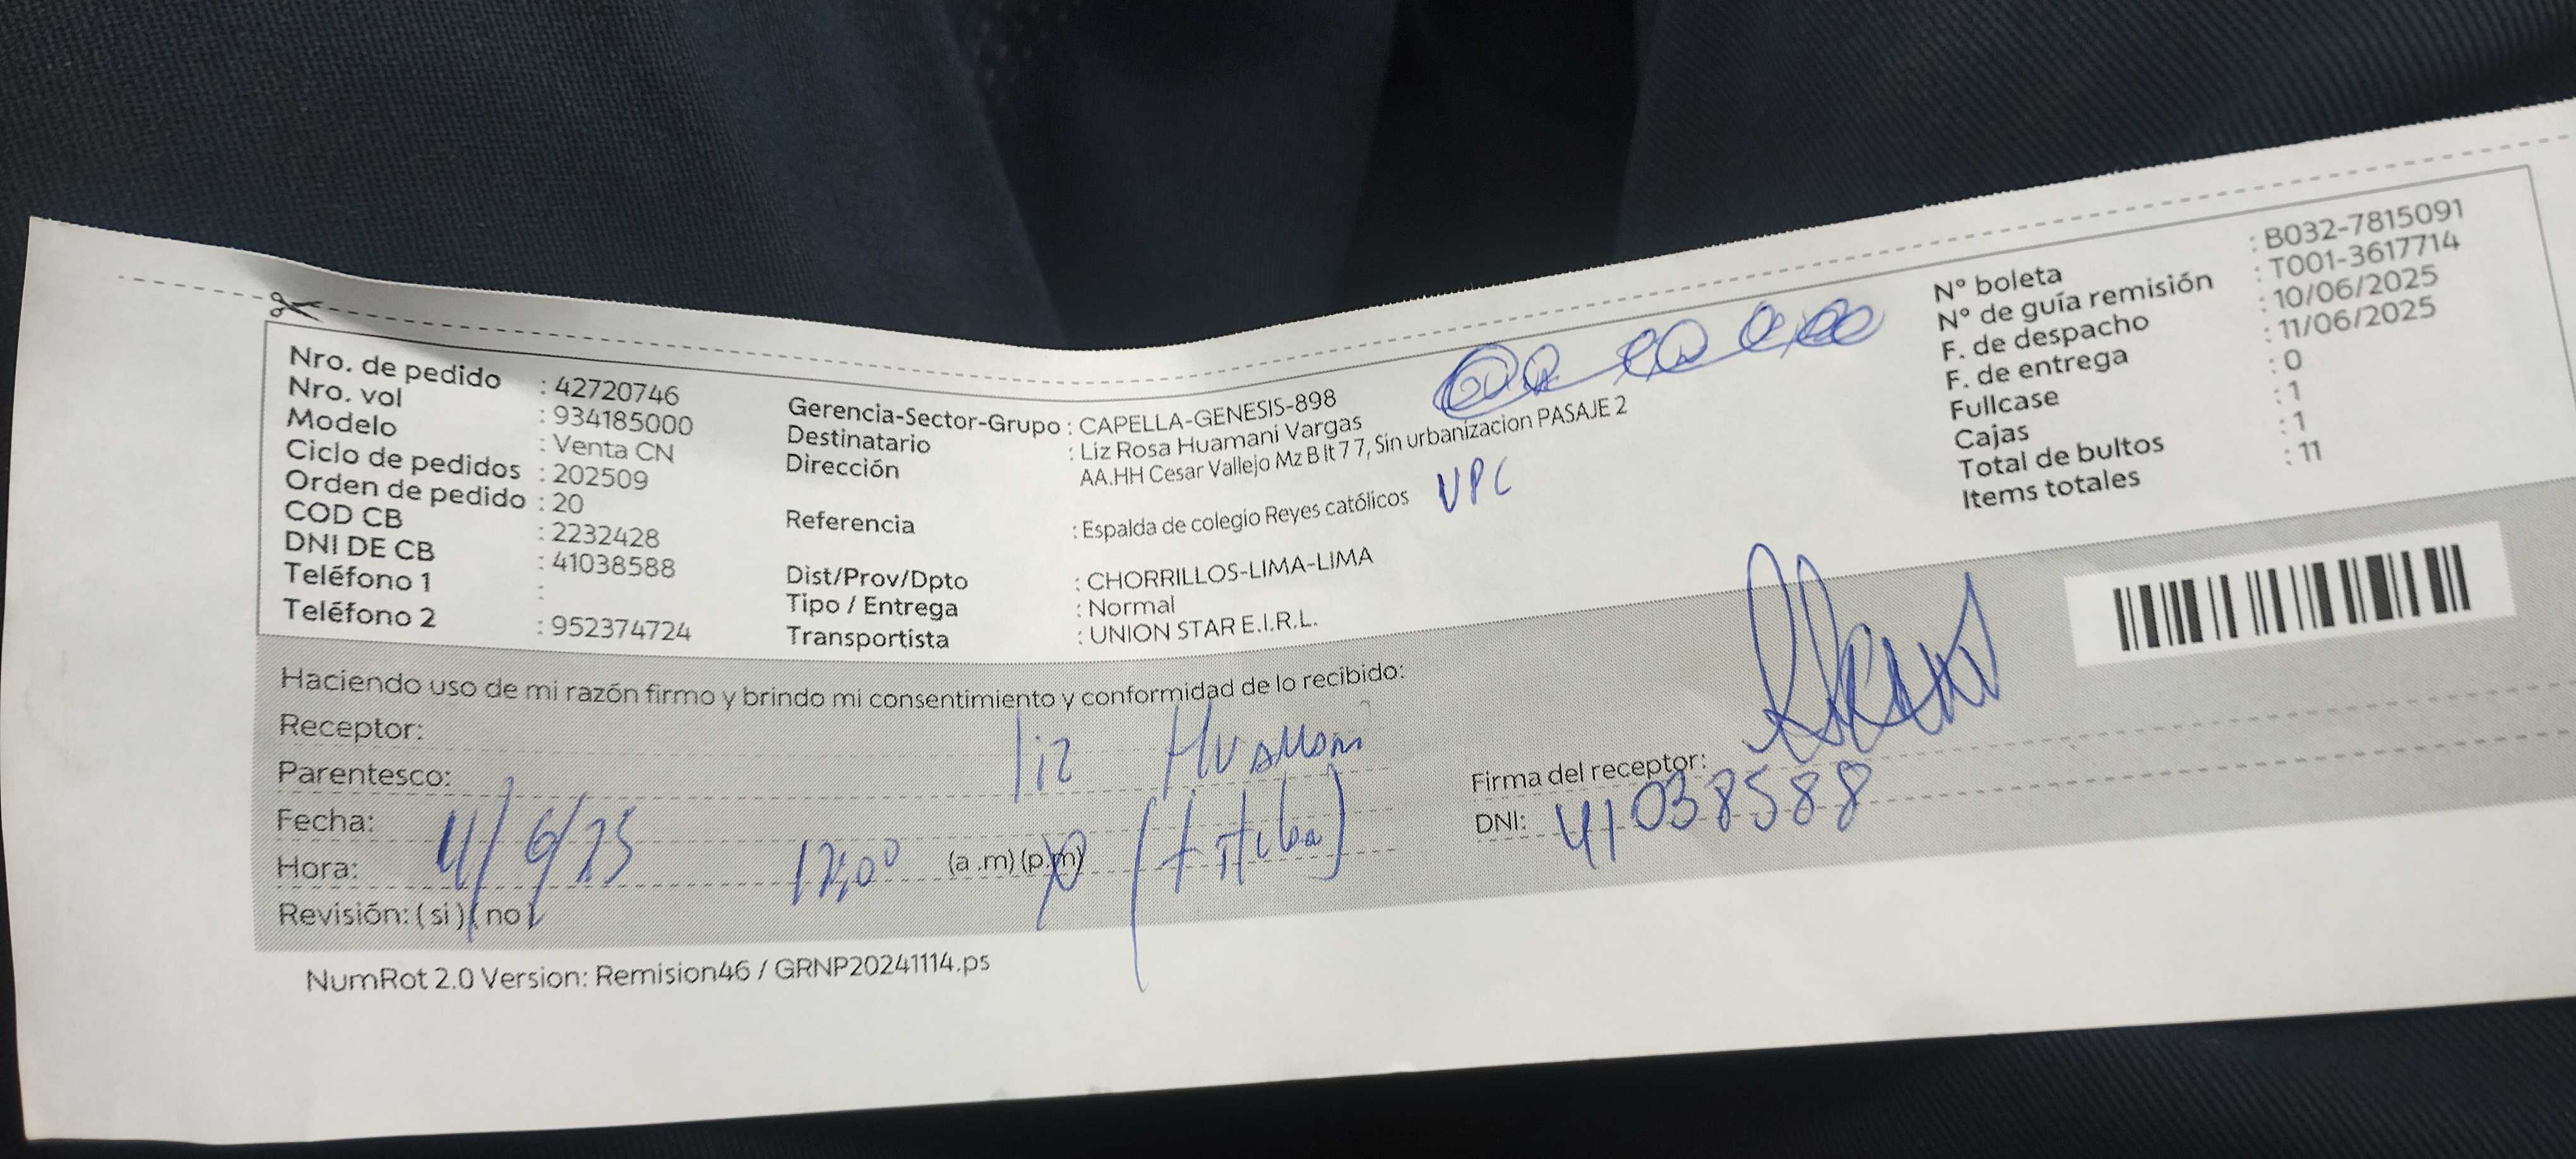 Nro. de pedido : 42720746
Nro. vol : 934185000
Modelo : Venta CN
Ciclo de pedidos : 202509
Orden de pedido : 20
COD CB : 2232428
DNI DE CB : 41038588
Teléfono 1 :
Teléfono 2 : 952374724
Gerencia-Sector-Grupo : CAPELLA-GENESIS-898
Destinatario : Liz Rosa Huamani Vargas
Dirección : AA.HH Cesar Vallejo Mz B lt 7 7, Sin urbanizacion PASAJE 2
Referencia : Espalda de colegio Reyes católicos
UPC
Dist/Prov/Dpto : CHORRILLOS-LIMA-LIMA
Tipo / Entrega : Normal
Transportista : UNION STAR E.I.R.L.
N° boleta : B032-7815091
N° de guía remisión : T001-3617714
F. de despacho : 10/06/2025
F. de entrega : 11/06/2025
Fullcase : 0
Cajas : 1
Total de bultos : 1
Items totales : 11
Haciendo uso de mi razón firmo y brindo mi consentimiento y conformidad de lo recibido:
Receptor: liz Huamani
Parentesco: (titular)
Fecha: 11/6/25
Hora: 12:00 (a .m) (p.m)
Revisión: ( si ) ( no )
Firma del receptor:
DNI: 41038588
NumRot 2.0 Version: Remision46 / GRNP20241114.ps